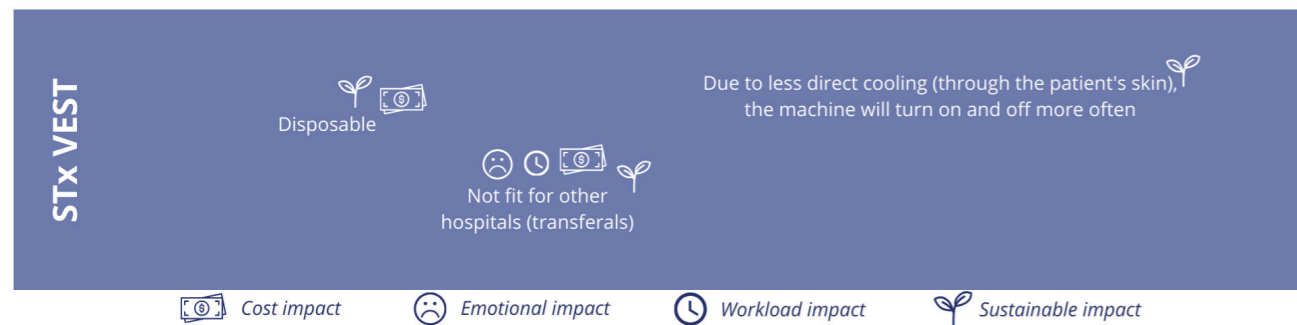 STx VEST
Disposable
Not fit for other
hospitals (transferals)
Due to less direct cooling (through the patient's skin),
the machine will turn on and off more often
Cost impact
Emotional impact
Workload impact
Sustainable impact